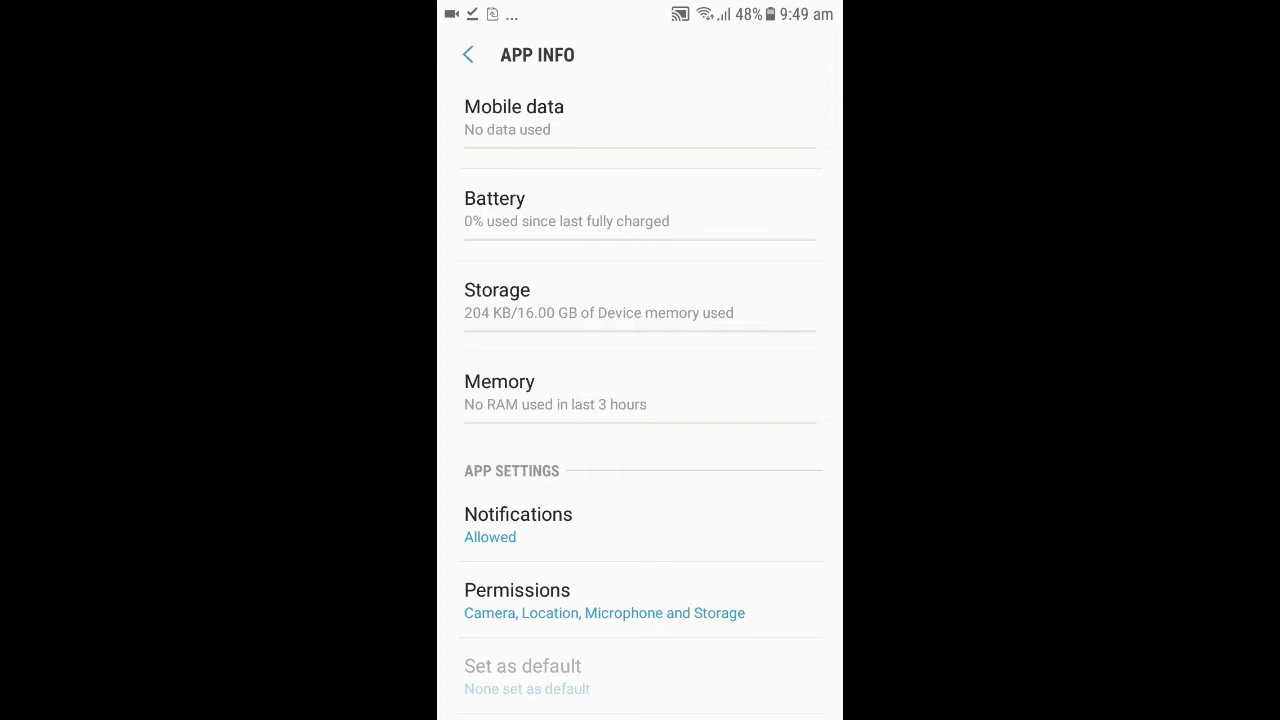 ... 48% 9:49 am
APP INFO
Mobile data
No data used
Battery
0% used since last fully charged
Storage
204 KB/16.00 GB of Device memory used
Memory
No RAM used in last 3 hours
APP SETTINGS
Notifications
Allowed
Permissions
Camera, Location, Microphone and Storage
Set as default
None set as default